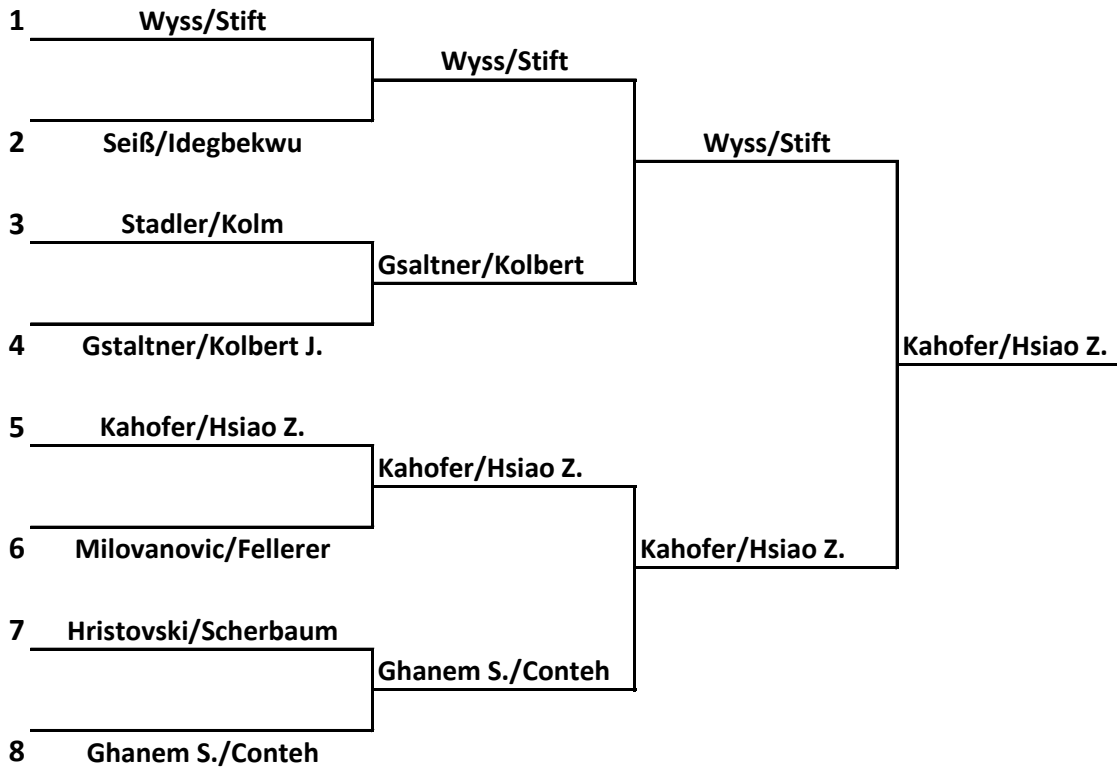 1 Wyss/Stift
Wyss/Stift
2 Seiß/Idegbekwu
Wyss/Stift
3 Stadler/Kolm
Gsaltner/Kolbert
4 Gstaltner/Kolbert J.
Kahofer/Hsiao Z.
5 Kahofer/Hsiao Z.
Kahofer/Hsiao Z.
6 Milovanovic/Fellerer
Kahofer/Hsiao Z.
7 Hristovski/Scherbaum
Ghanem S./Conteh
8 Ghanem S./Conteh